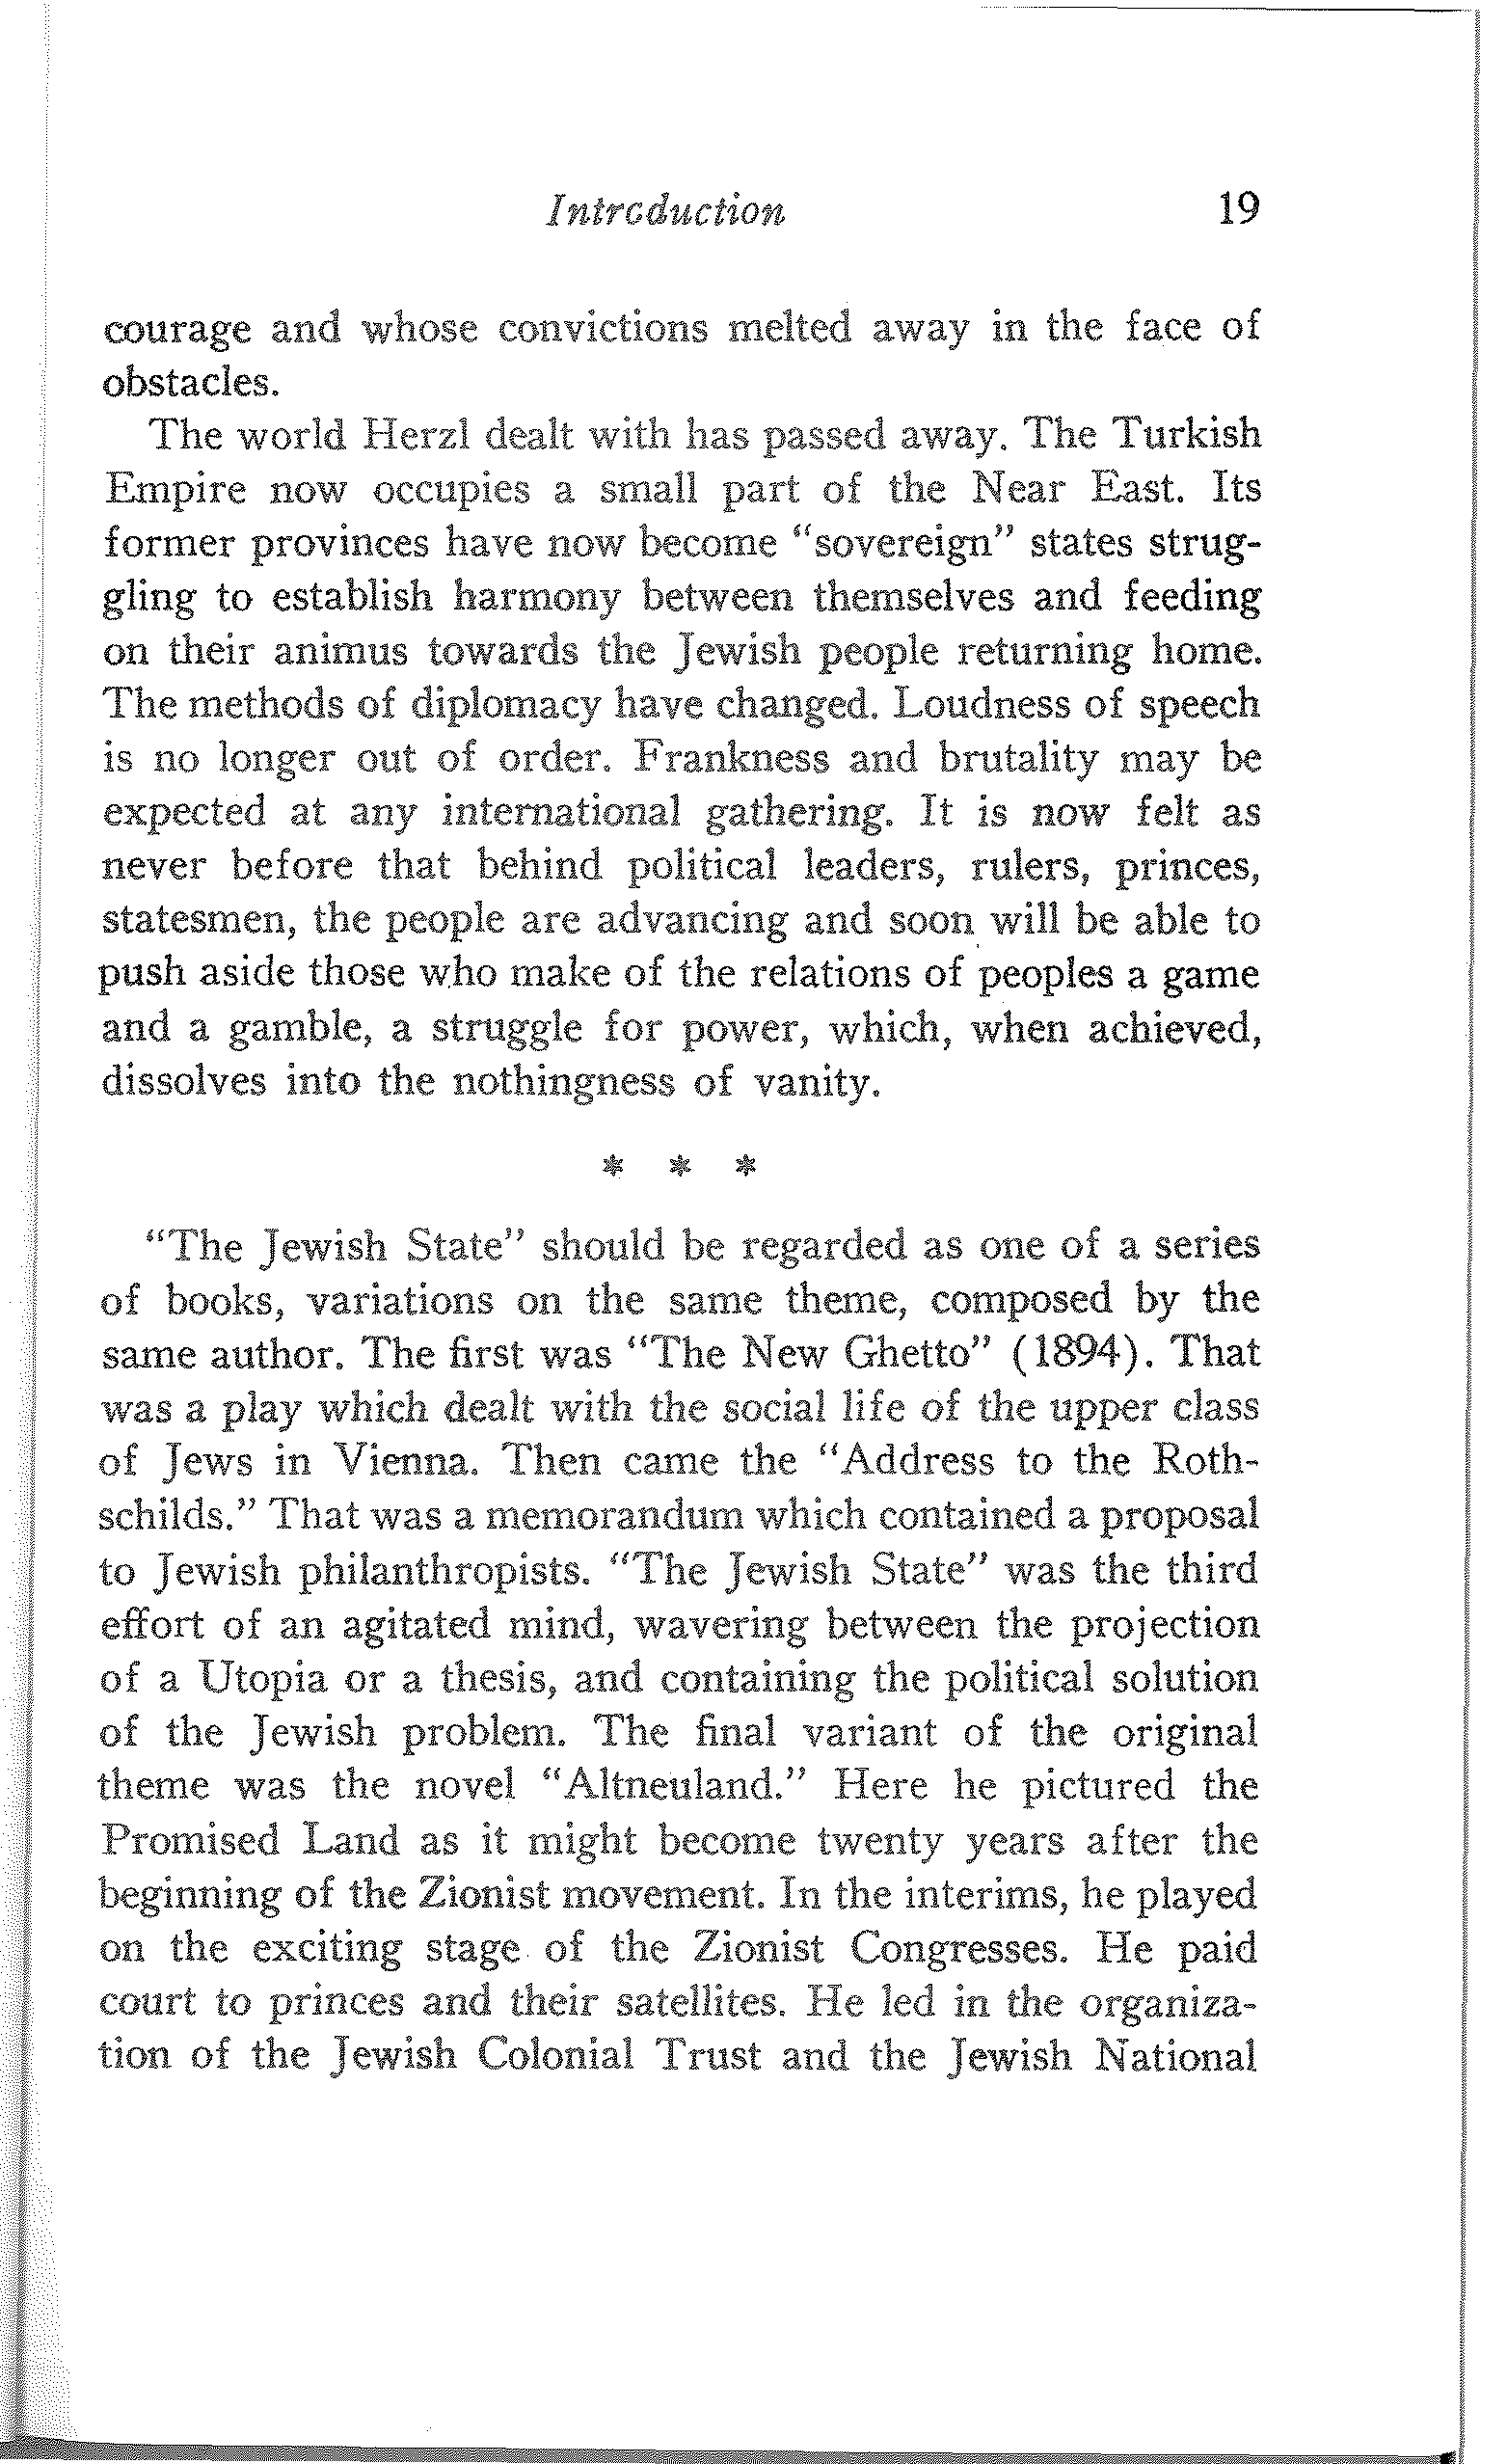 Introduction 19
courage and whose convictions melted away in the face of
obstacles.
The world Herzl dealt with has passed away. The Turkish
Empire now occupies a small part of the Near East. Its
former provinces have now become "sovereign" states strug-
gling to establish harmony between themselves and feeding
on their animus towards the Jewish people returning home.
The methods of diplomacy have changed. Loudness of speech
is no longer out of order. Frankness and brutality may be
expected at any international gathering. It is now felt as
never before that behind political leaders, rulers, princes,
statesmen, the people are advancing and soon will be able to
push aside those who make of the relations of peoples a game
and a gamble, a struggle for power, which, when achieved,
dissolves into the nothingness of vanity.
* * *
"The Jewish State" should be regarded as one of a series
of books, variations on the same theme, composed by the
same author. The first was "The New Ghetto" (1894). That
was a play which dealt with the social life of the upper class
of Jews in Vienna. Then came the "Address to the Roth-
schilds." That was a memorandum which contained a proposal
to Jewish philanthropists. "The Jewish State" was the third
effort of an agitated mind, wavering between the projection
of a Utopia or a thesis, and containing the political solution
of the Jewish problem. The final variant of the original
theme was the novel "Altneuland." Here he pictured the
Promised Land as it might become twenty years after the
beginning of the Zionist movement. In the interims, he played
on the exciting stage of the Zionist Congresses. He paid
court to princes and their satellites. He led in the organiza-
tion of the Jewish Colonial Trust and the Jewish National